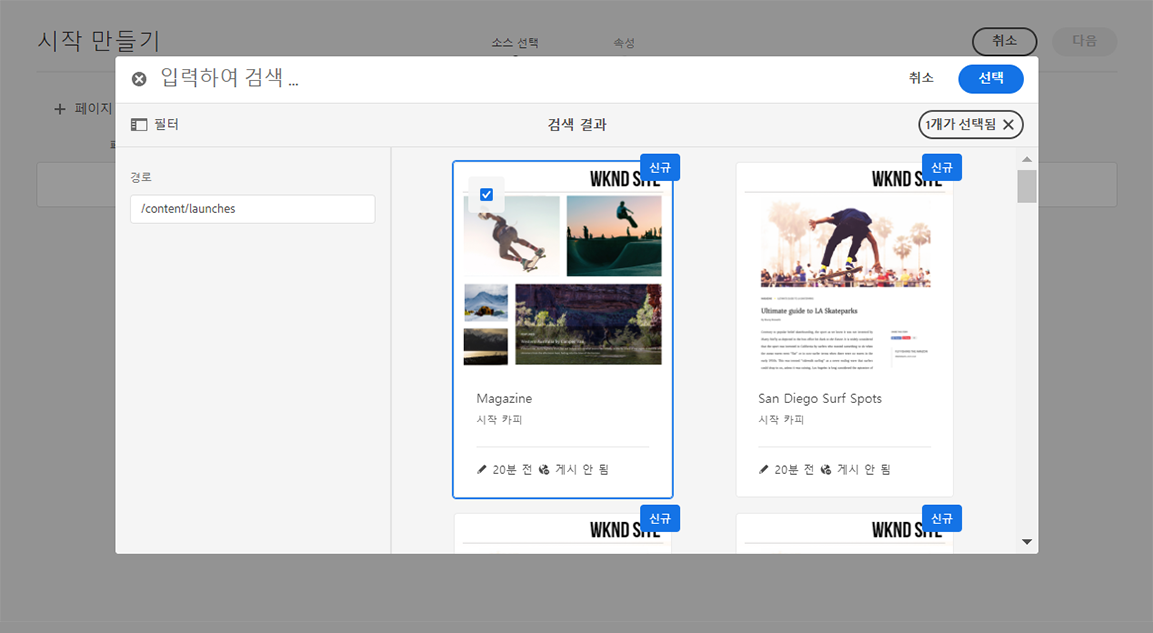 시작 만들기
소스 선택
속성
취소
다음
입력하여 검색 ...
취소
선택
+ 페이지
필터
검색 결과
1개가 선택됨
경로
/content/launches
신규
WKND SITE
Magazine
시작 카피
20분 전 게시 안 됨
신규
WKND SITE
Ultimate guide to LA Skateparks
San Diego Surf Spots
시작 카피
20분 전 게시 안 됨
신규
WKND SITE
신규
WKND SITE